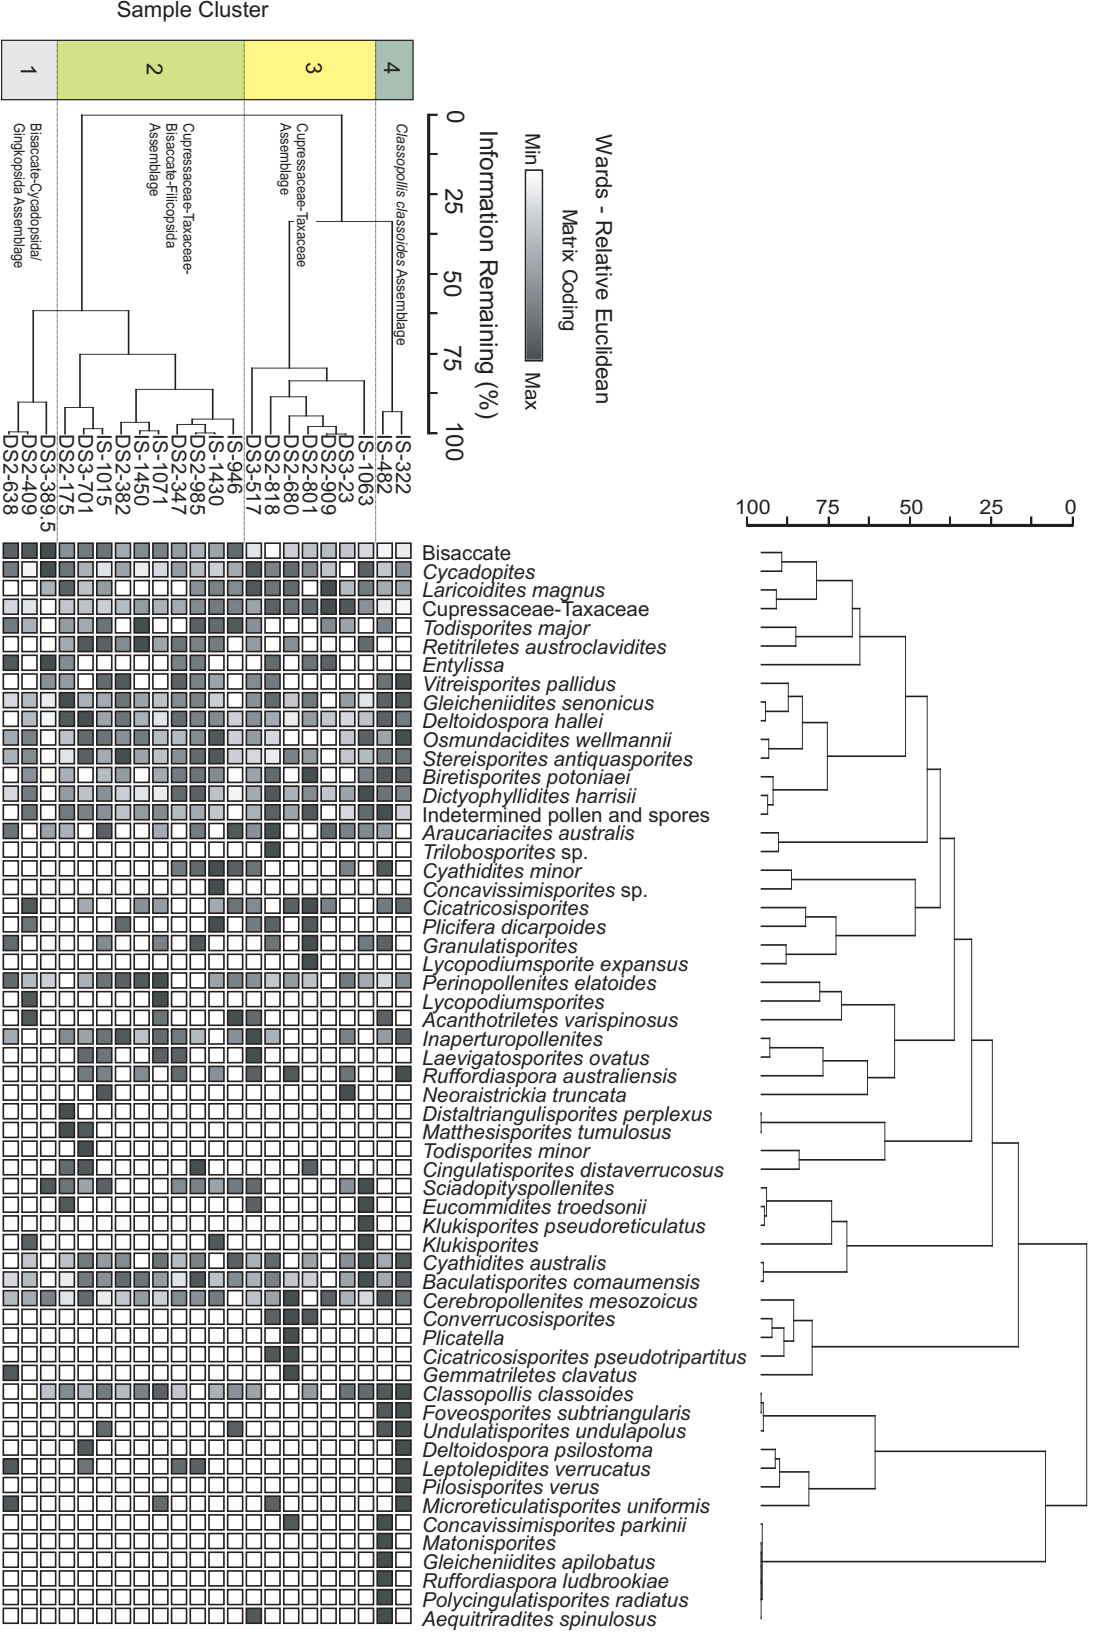 Sample Cluster
1
2
3
4
Bisaccate-Cycadopsida/
Gingkopsida Assemblage
Cupressaceae-Taxaceae-
Bisaccate-Filicopsida
Assemblage
Cupressaceae-Taxaceae
Assemblage
Classopollis classoides Assemblage
0
25
50
75
100
Information Remaining (%)
Min
Max
Matrix Coding
Wards - Relative Euclidean
DS2-638
DS2-409
DS3-389.5
DS2-175
DS3-701
IS-1015
DS2-382
IS-1450
IS-1071
DS2-347
DS2-985
IS-1430
IS-946
DS3-517
DS2-818
DS2-680
DS2-801
DS2-909
DS3-23
IS-1063
IS-482
IS-322
100
75
50
25
0
Bisaccate
Cycadopites
Laricoidites magnus
Cupressaceae-Taxaceae
Todisporites major
Retitriletes austroclavidites
Entylissa
Vitreisporites pallidus
Gleicheniidites senonicus
Deltoidospora hallei
Osmundacidites wellmannii
Stereisporites antiquasporites
Biretisporites potoniaei
Dictyophyllidites harrisii
Indetermined pollen and spores
Araucariacites australis
Trilobosporites sp.
Cyathidites minor
Concavissimisporites sp.
Cicatricosisporites
Plicifera dicarpoides
Granulatisporites
Lycopodiumsporite expansus
Perinopollenites elatoides
Lycopodiumsporites
Acanthotriletes varispinosus
Inaperturopollenites
Laevigatosporites ovatus
Ruffordiaspora australiensis
Neoraistrickia truncata
Distaltriangulisporites perplexus
Matthesisporites tumulosus
Todisporites minor
Cingulatisporites distaverrucosus
Sciadopityspollenites
Eucommidites troedsonii
Klukisporites pseudoreticulatus
Klukisporites
Cyathidites australis
Baculatisporites comaumensis
Cerebropollenites mesozoicus
Converrucosisporites
Plicatella
Cicatricosisporites pseudotripartitus
Gemmatriletes clavatus
Classopollis classoides
Foveosporites subtriangularis
Undulatisporites undulapolus
Deltoidospora psilostoma
Leptolepidites verrucatus
Pilosisporites verus
Microreticulatisporites uniformis
Concavissimisporites parkinii
Matonisporites
Gleicheniidites apilobatus
Ruffordiaspora ludbrookiae
Polycingulatisporites radiatus
Aequitriradites spinulosus